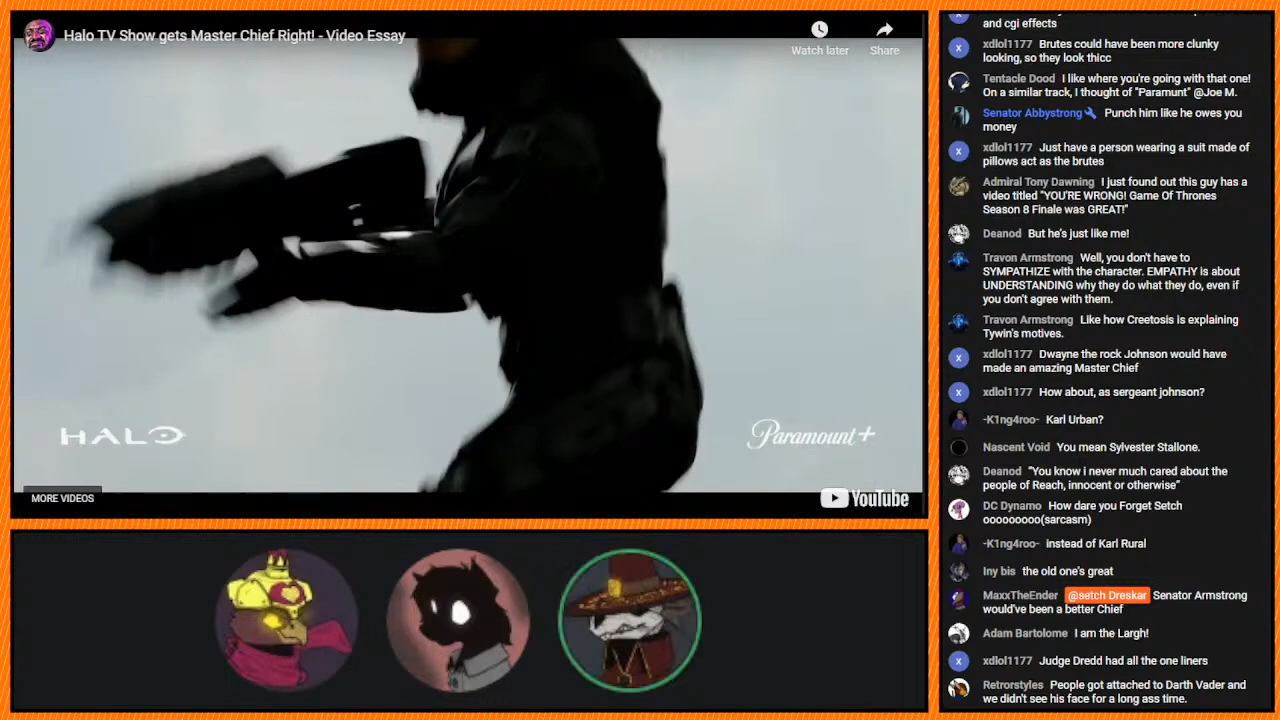 Halo TV Show gets Master Chief Right! - Video Essay
Watch later
Share
HALO
Paramount+
MORE VIDEOS
YouTube
and cgi effects
x
xdlol1177 Brutes could have been more clunky
looking, so they look thicc
Tentacle Dood I like where you're going with that one!
On a similar track, I thought of "Paramunt" @Joe M.
Senator Abbystrong Punch him like he owes you
money
x
xdlol1177 Just have a person wearing a suit made of
pillows act as the brutes
Admiral Tony Dawning I just found out this guy has a
video titled "YOU'RE WRONG! Game Of Thrones
Season 8 Finale was GREAT!"
Deanod But he's just like me!
Travon Armstrong Well, you don't have to
SYMPATHIZE with the character. EMPATHY is about
UNDERSTANDING why they do what they do, even if
you don't agree with them.
Travon Armstrong Like how Creetosis is explaining
Tywin's motives.
x
xdlol1177 Dwayne the rock Johnson would have
made an amazing Master Chief
x
xdlol1177 How about, as sergeant johnson?
-K1ng4roo- Karl Urban?
Nascent Void You mean Sylvester Stallone.
Deanod “You know i never much cared about the
people of Reach, innocent or otherwise”
DC Dynamo How dare you Forget Setch
ooooooooo(sarcasm)
-K1ng4roo- instead of Karl Rural
Iny bis the old one's great
MaxxTheEnder @setch Dreskar Senator Armstrong
would've been a better Chief
Adam Bartolome I am the Largh!
x
xdlol1177 Judge Dredd had all the one liners
Retrorstyles People got attached to Darth Vader and
we didn't see his face for a long ass time.